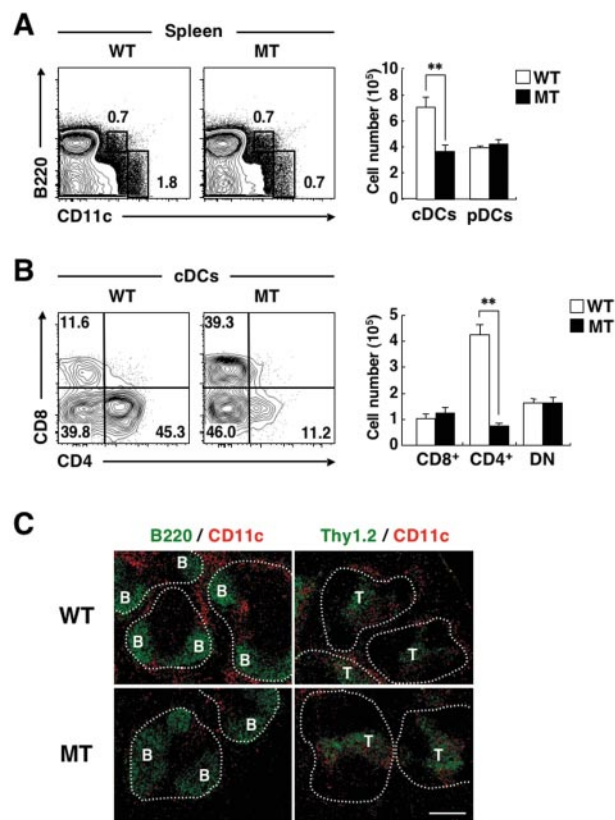 A
Spleen
WT MT
B220
0.7 0.7
1.8 0.7
CD11c
Cell number (10⁵)
10
8
6
4
2
0
**
WT
MT
cDCs pDCs
B
cDCs
WT MT
CD8
11.6 39.3
39.8 45.3 46.0 11.2
CD4
Cell number (10⁵)
5
4
3
2
1
0
**
WT
MT
CD8⁺ CD4⁺ DN
C
B220 / CD11c Thy1.2 / CD11c
WT
B B B B B B T T T
MT
B B B T T